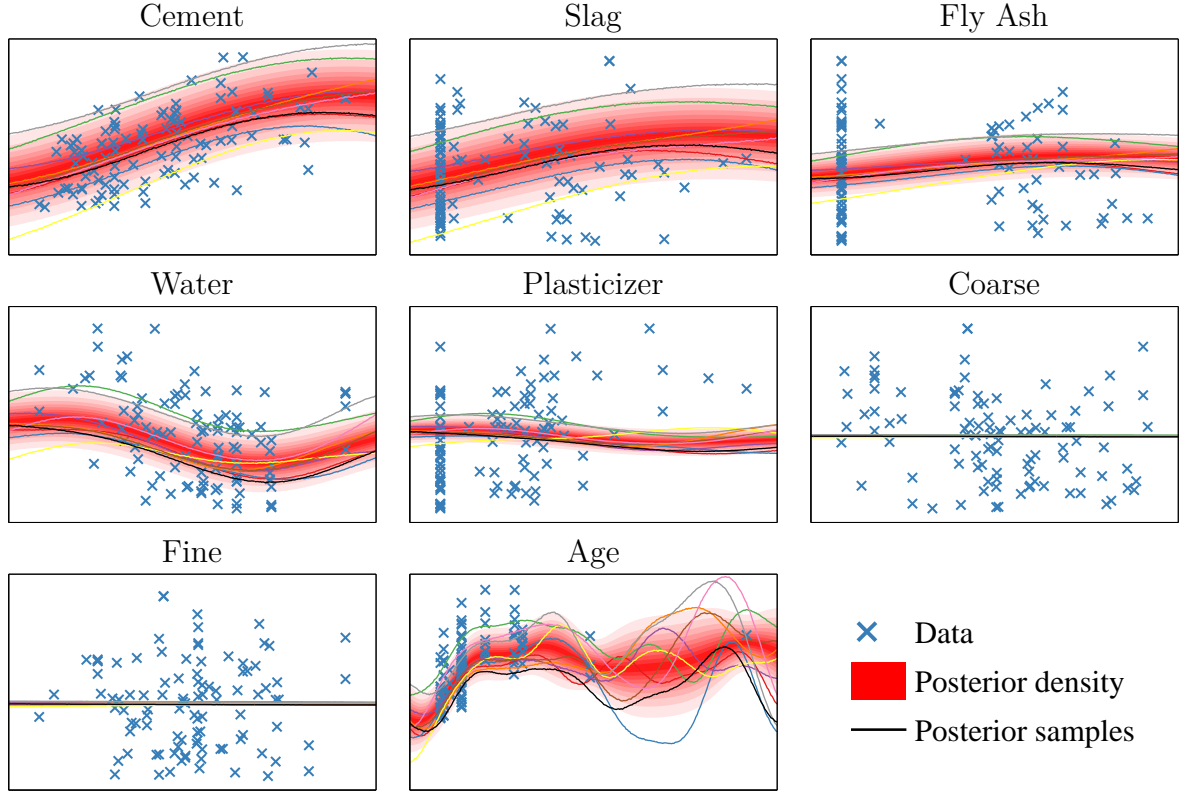 Cement
Slag
Fly Ash
Water
Plasticizer
Coarse
Fine
Age
Data
Posterior density
Posterior samples